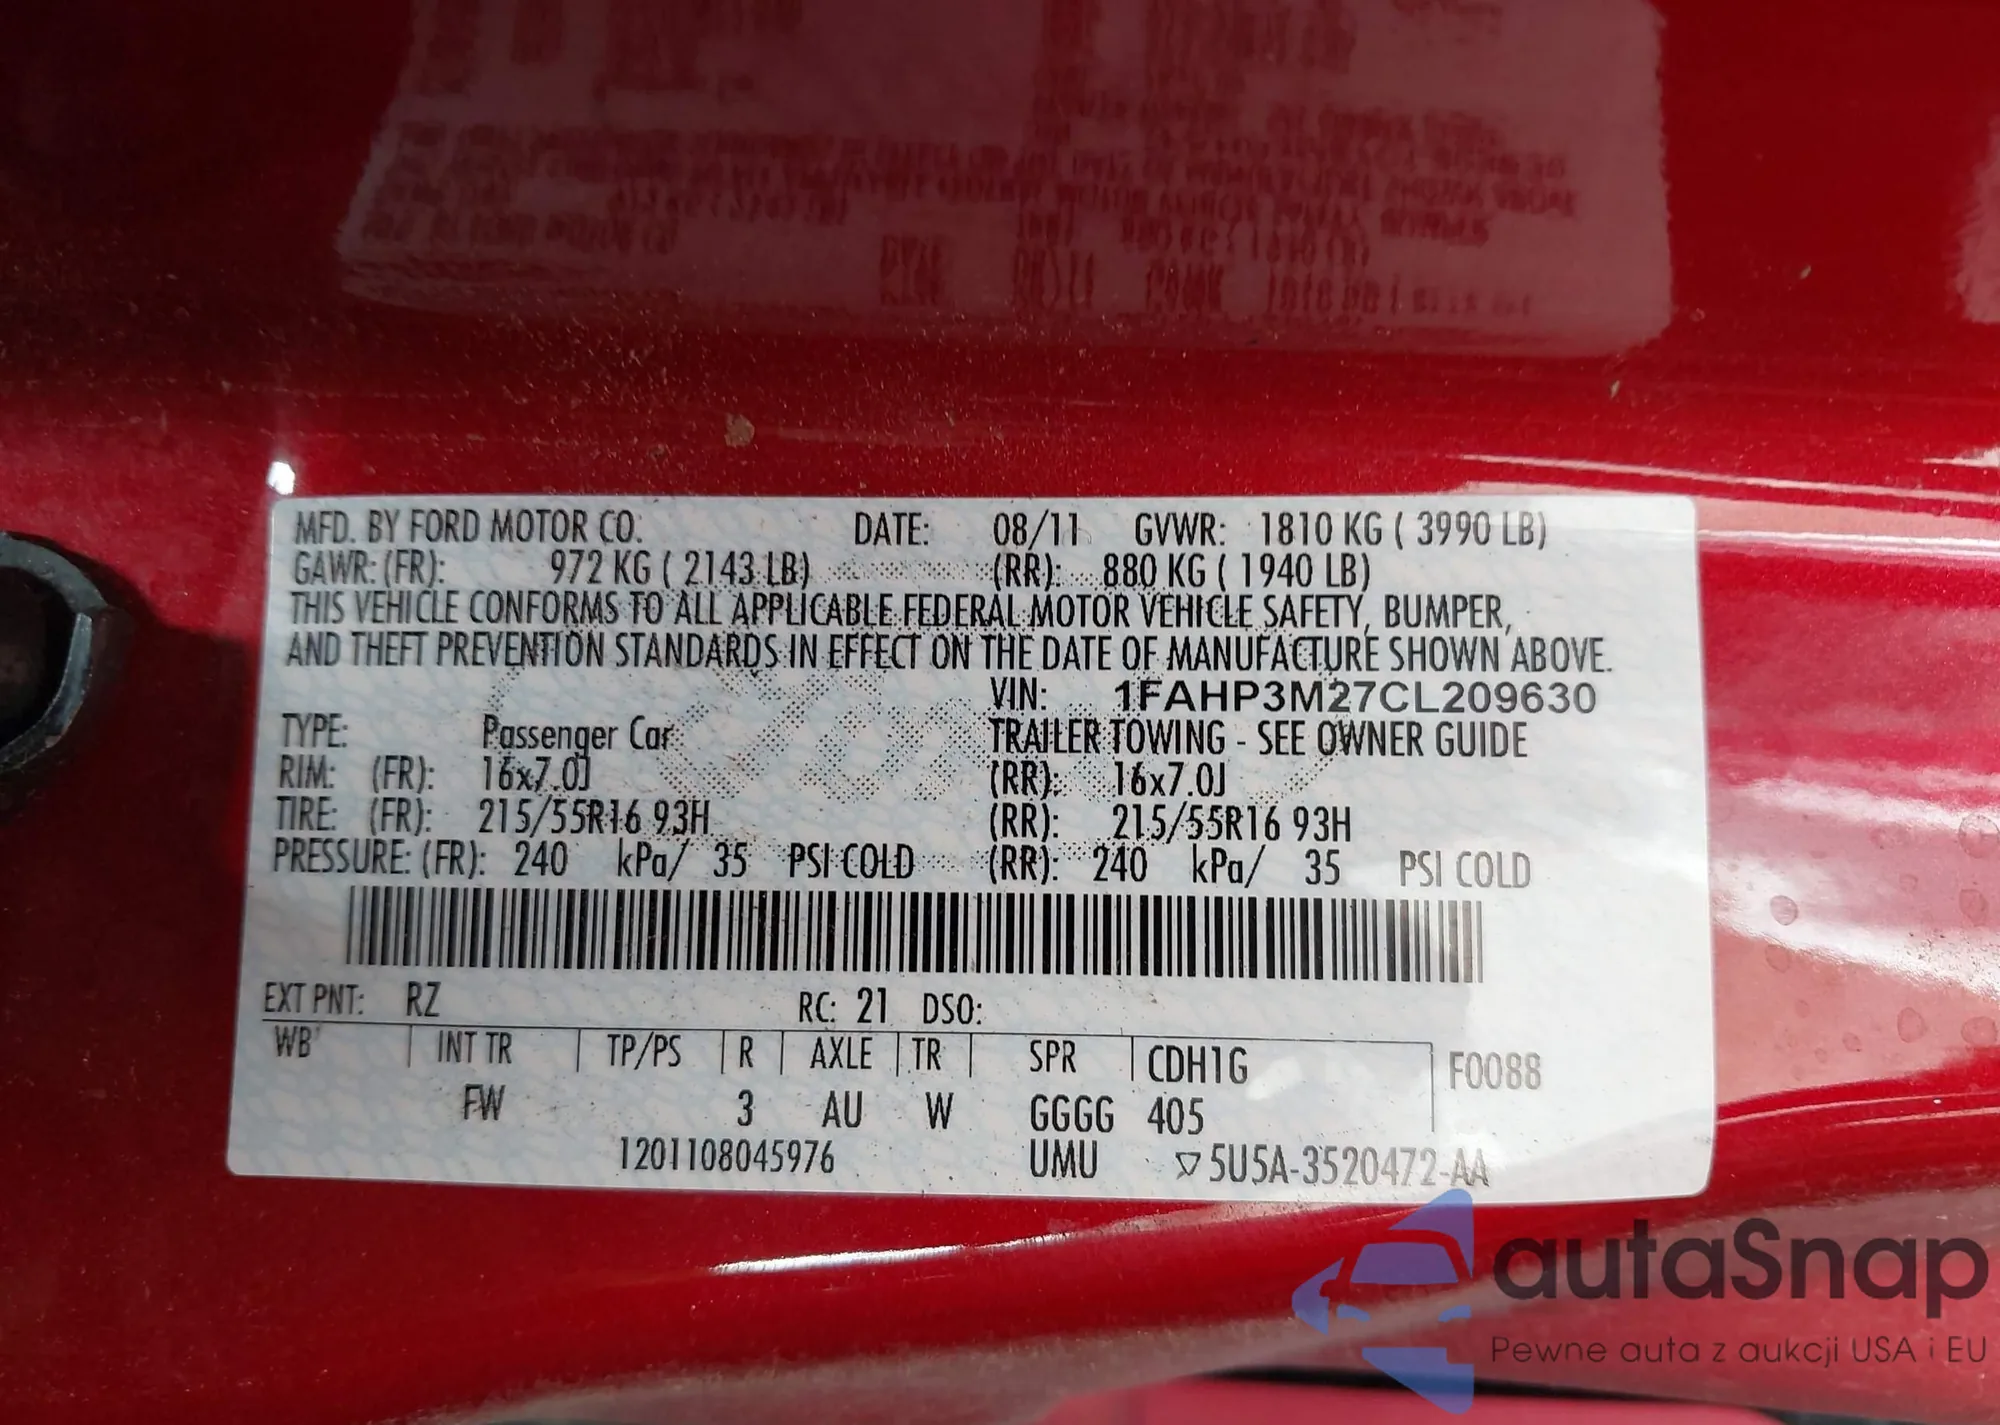 MFD. BY FORD MOTOR CO. DATE: 08/11 GVWR: 1810 KG ( 3990 LB)
GAWR: (FR): 972 KG ( 2143 LB) (RR): 880 KG ( 1940 LB)
THIS VEHICLE CONFORMS TO ALL APPLICABLE FEDERAL MOTOR VEHICLE SAFETY, BUMPER,
AND THEFT PREVENTION STANDARDS IN EFFECT ON THE DATE OF MANUFACTURE SHOWN ABOVE.
VIN: 1FAHP3M27CL209630
TYPE: Passenger Car TRAILER TOWING - SEE OWNER GUIDE
RIM: (FR): 16x7.0J (RR): 16x7.0J
TIRE: (FR): 215/55R16 93H (RR): 215/55R16 93H
PRESSURE: (FR): 240 kPa/ 35 PSI COLD (RR): 240 kPa/ 35 PSI COLD
EXT PNT: RZ RC: 21 DSO:
WB INT TR TP/PS R AXLE TR SPR CDH1G F0088
FW 3 AU W GGGG 405
1201108045976 UMU ▽5U5A-3520472-AA
autaSnap
Pewne auta z aukcji USA i EU